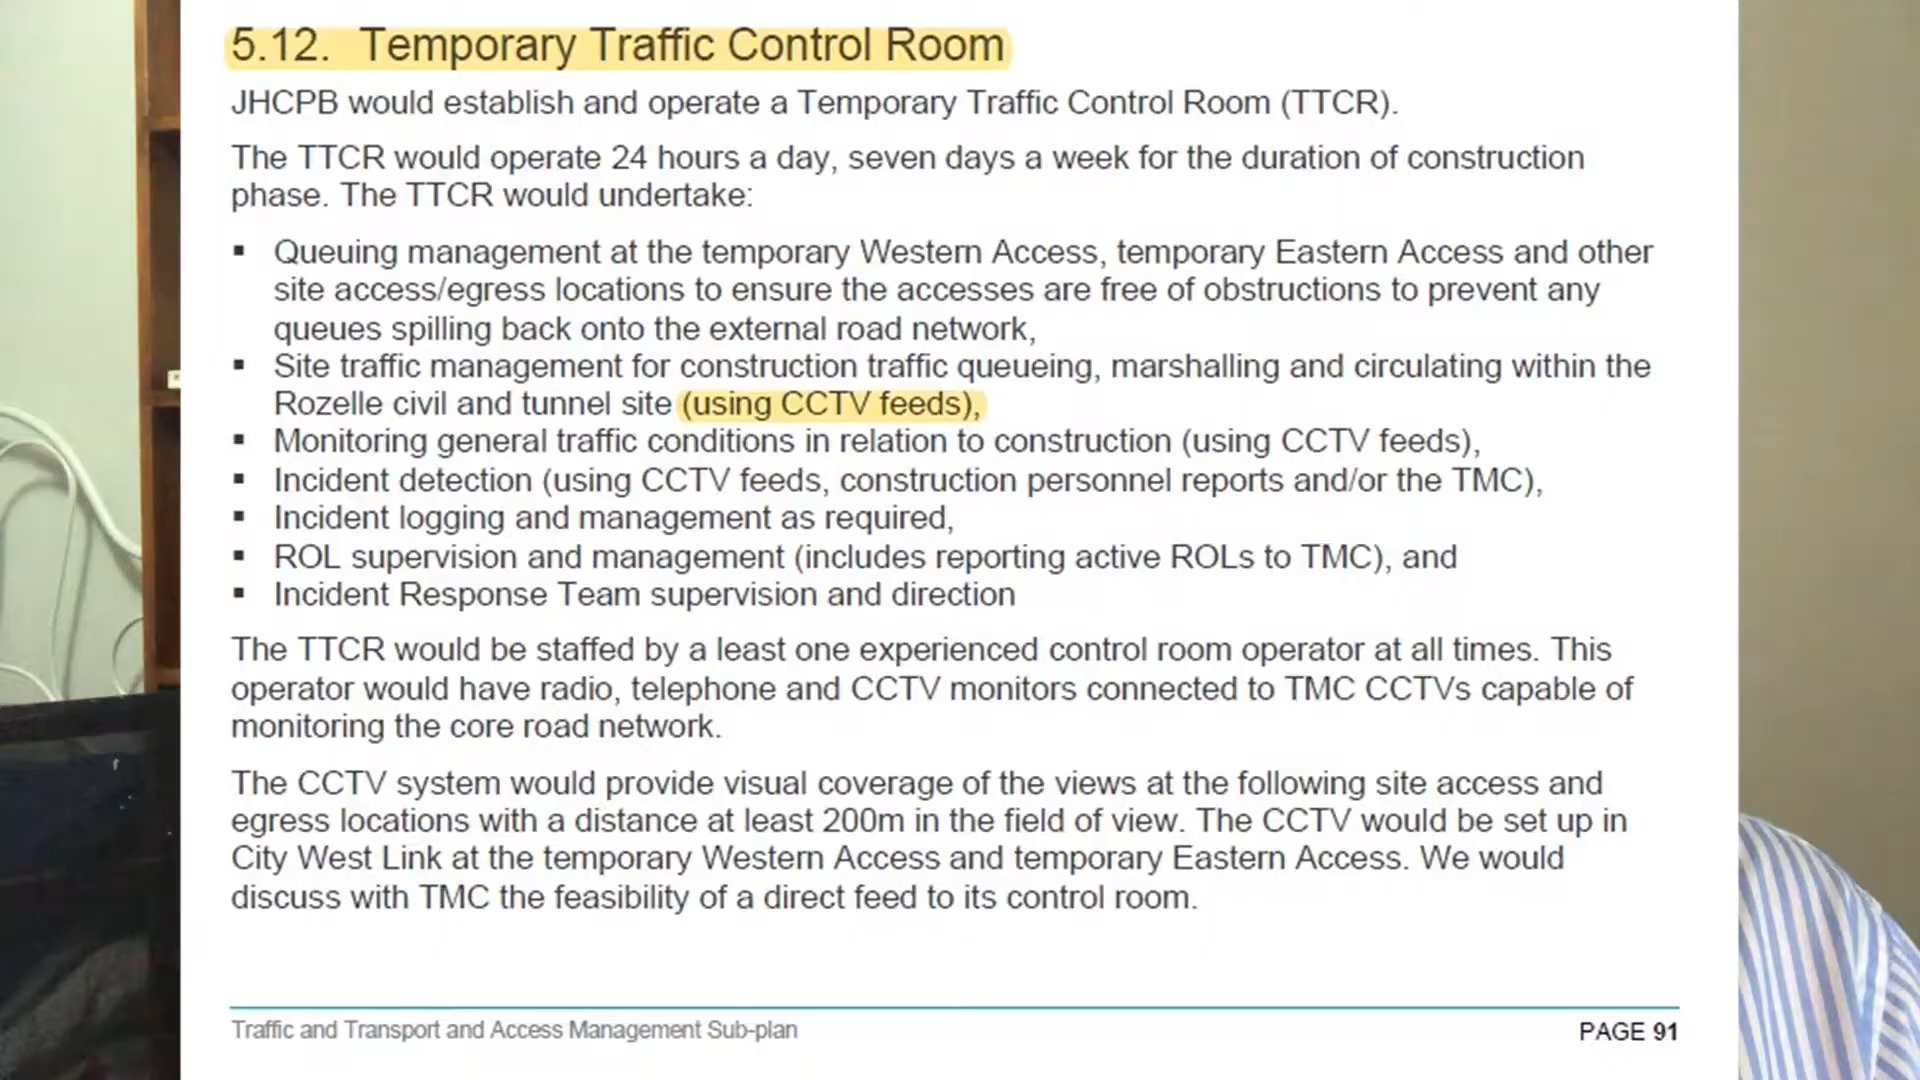 5.12. Temporary Traffic Control Room
JHCPB would establish and operate a Temporary Traffic Control Room (TTCR).
The TTCR would operate 24 hours a day, seven days a week for the duration of construction
phase. The TTCR would undertake:
▪ Queuing management at the temporary Western Access, temporary Eastern Access and other
site access/egress locations to ensure the accesses are free of obstructions to prevent any
queues spilling back onto the external road network,
▪ Site traffic management for construction traffic queueing, marshalling and circulating within the
Rozelle civil and tunnel site (using CCTV feeds),
▪ Monitoring general traffic conditions in relation to construction (using CCTV feeds),
▪ Incident detection (using CCTV feeds, construction personnel reports and/or the TMC),
▪ Incident logging and management as required,
▪ ROL supervision and management (includes reporting active ROLs to TMC), and
▪ Incident Response Team supervision and direction
The TTCR would be staffed by a least one experienced control room operator at all times. This
operator would have radio, telephone and CCTV monitors connected to TMC CCTVs capable of
monitoring the core road network.
The CCTV system would provide visual coverage of the views at the following site access and
egress locations with a distance at least 200m in the field of view. The CCTV would be set up in
City West Link at the temporary Western Access and temporary Eastern Access. We would
discuss with TMC the feasibility of a direct feed to its control room.
Traffic and Transport and Access Management Sub-plan
PAGE 91